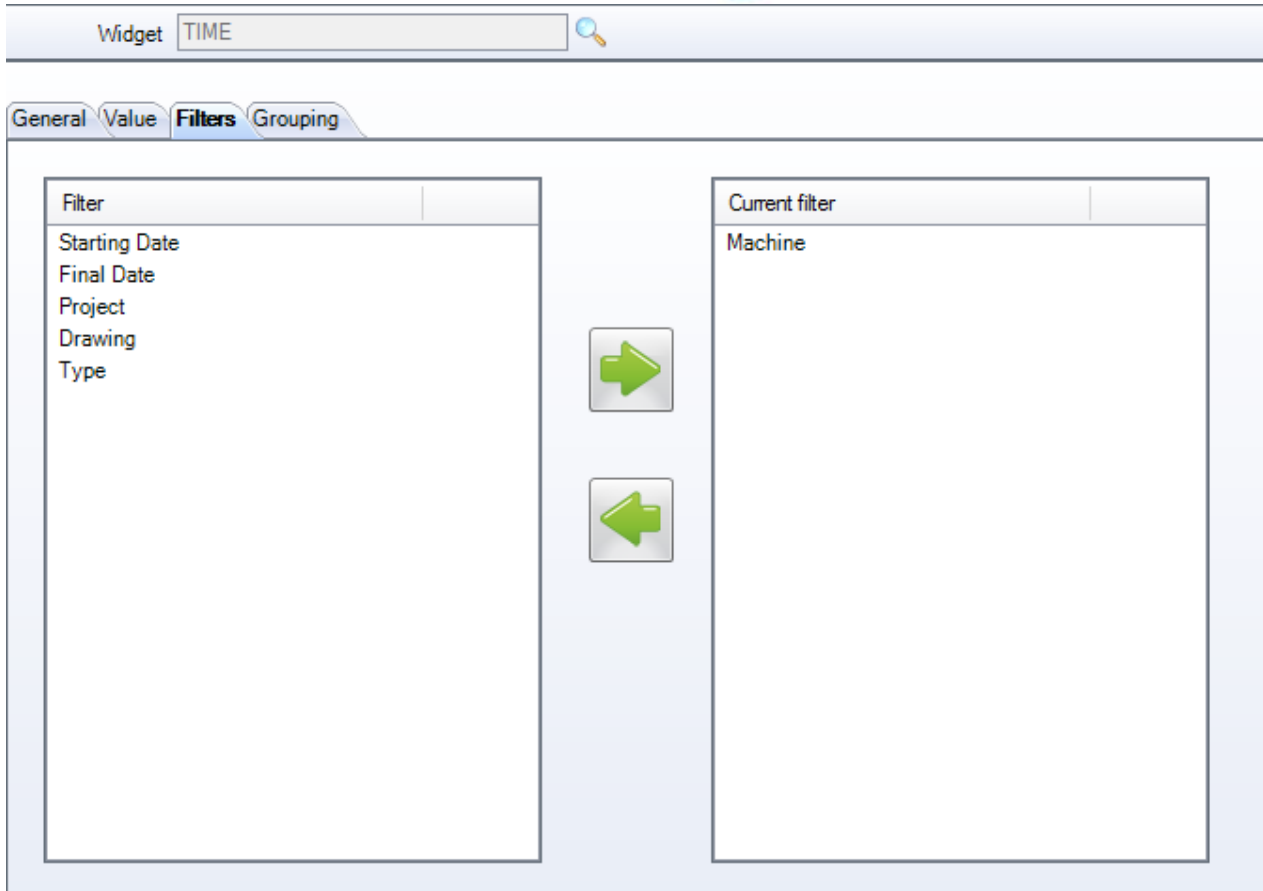 Widget TIME
General Value Filters Grouping
Filter
Starting Date
Final Date
Project
Drawing
Type
Current filter
Machine